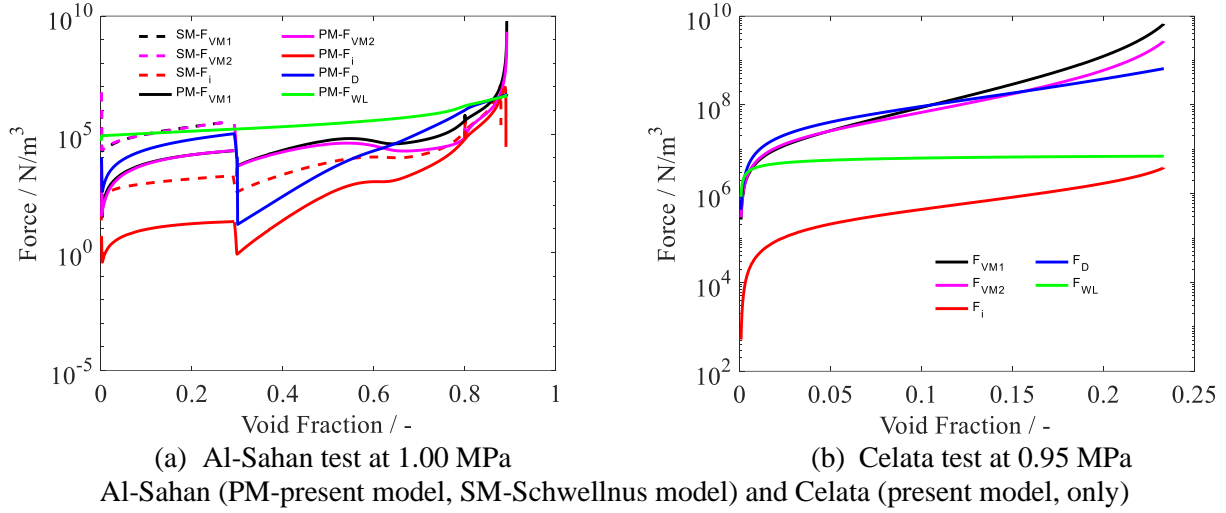 10^10
10^5
10^0
10^-5
Force / N/m^3
SM-F_VM1
SM-F_VM2
SM-F_i
PM-F_VM1
PM-F_VM2
PM-F_i
PM-F_D
PM-F_WL
0 0.2 0.4 0.6 0.8 1
Void Fraction / -
(a) Al-Sahan test at 1.00 MPa
10^10
10^8
10^6
10^4
10^2
Force / N/m^3
F_VM1
F_VM2
F_i
F_D
F_WL
0 0.05 0.1 0.15 0.2 0.25
Void Fraction / -
(b) Celata test at 0.95 MPa
Al-Sahan (PM-present model, SM-Schwellnus model) and Celata (present model, only)